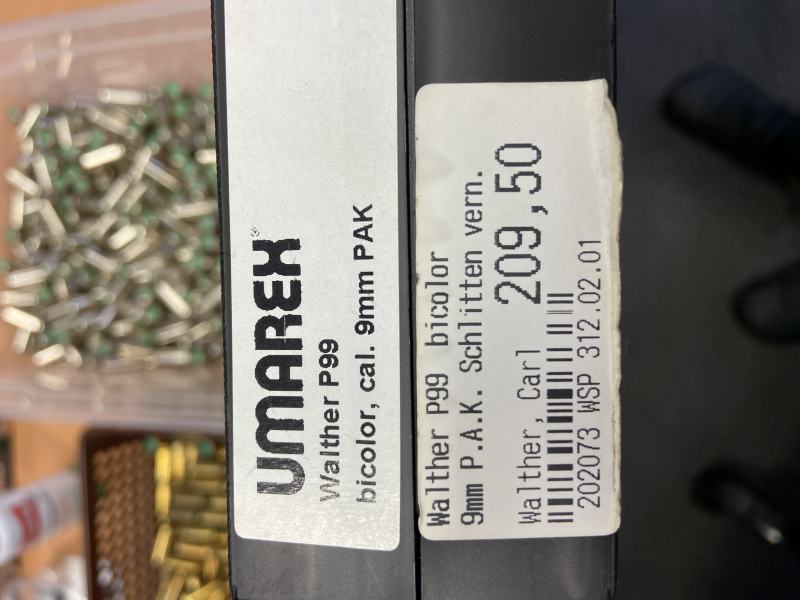 UMAREX
Walther P99
bicolor, cal. 9mm PAK
Walther P99 bicolor
9mm P.A.K. Schlitten vern.
Walther, Carl 209,50
202073 WSP 312.02.01